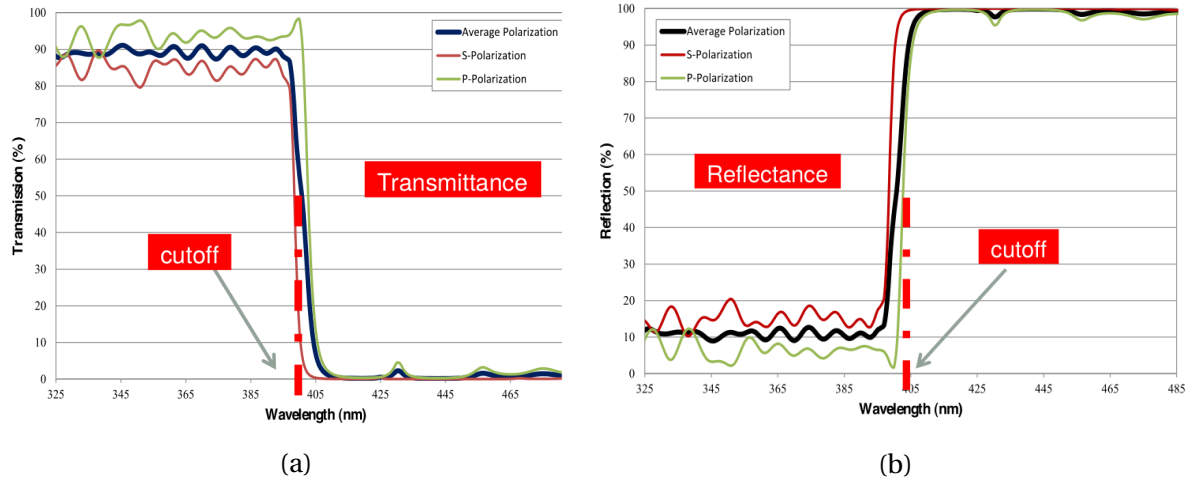 100
90
80
70
60
50
40
30
20
10
0
Transmission (%)
Average Polarization
S-Polarization
P-Polarization
Transmittance
cutoff
325 345 365 385 405 425 445 465
Wavelength (nm)
(a)
100
90
80
70
60
50
40
30
20
10
0
Reflection (%)
Average Polarization
S-Polarization
P-Polarization
Reflectance
cutoff
325 345 365 385 405 425 445 465 485
Wavelength (nm)
(b)